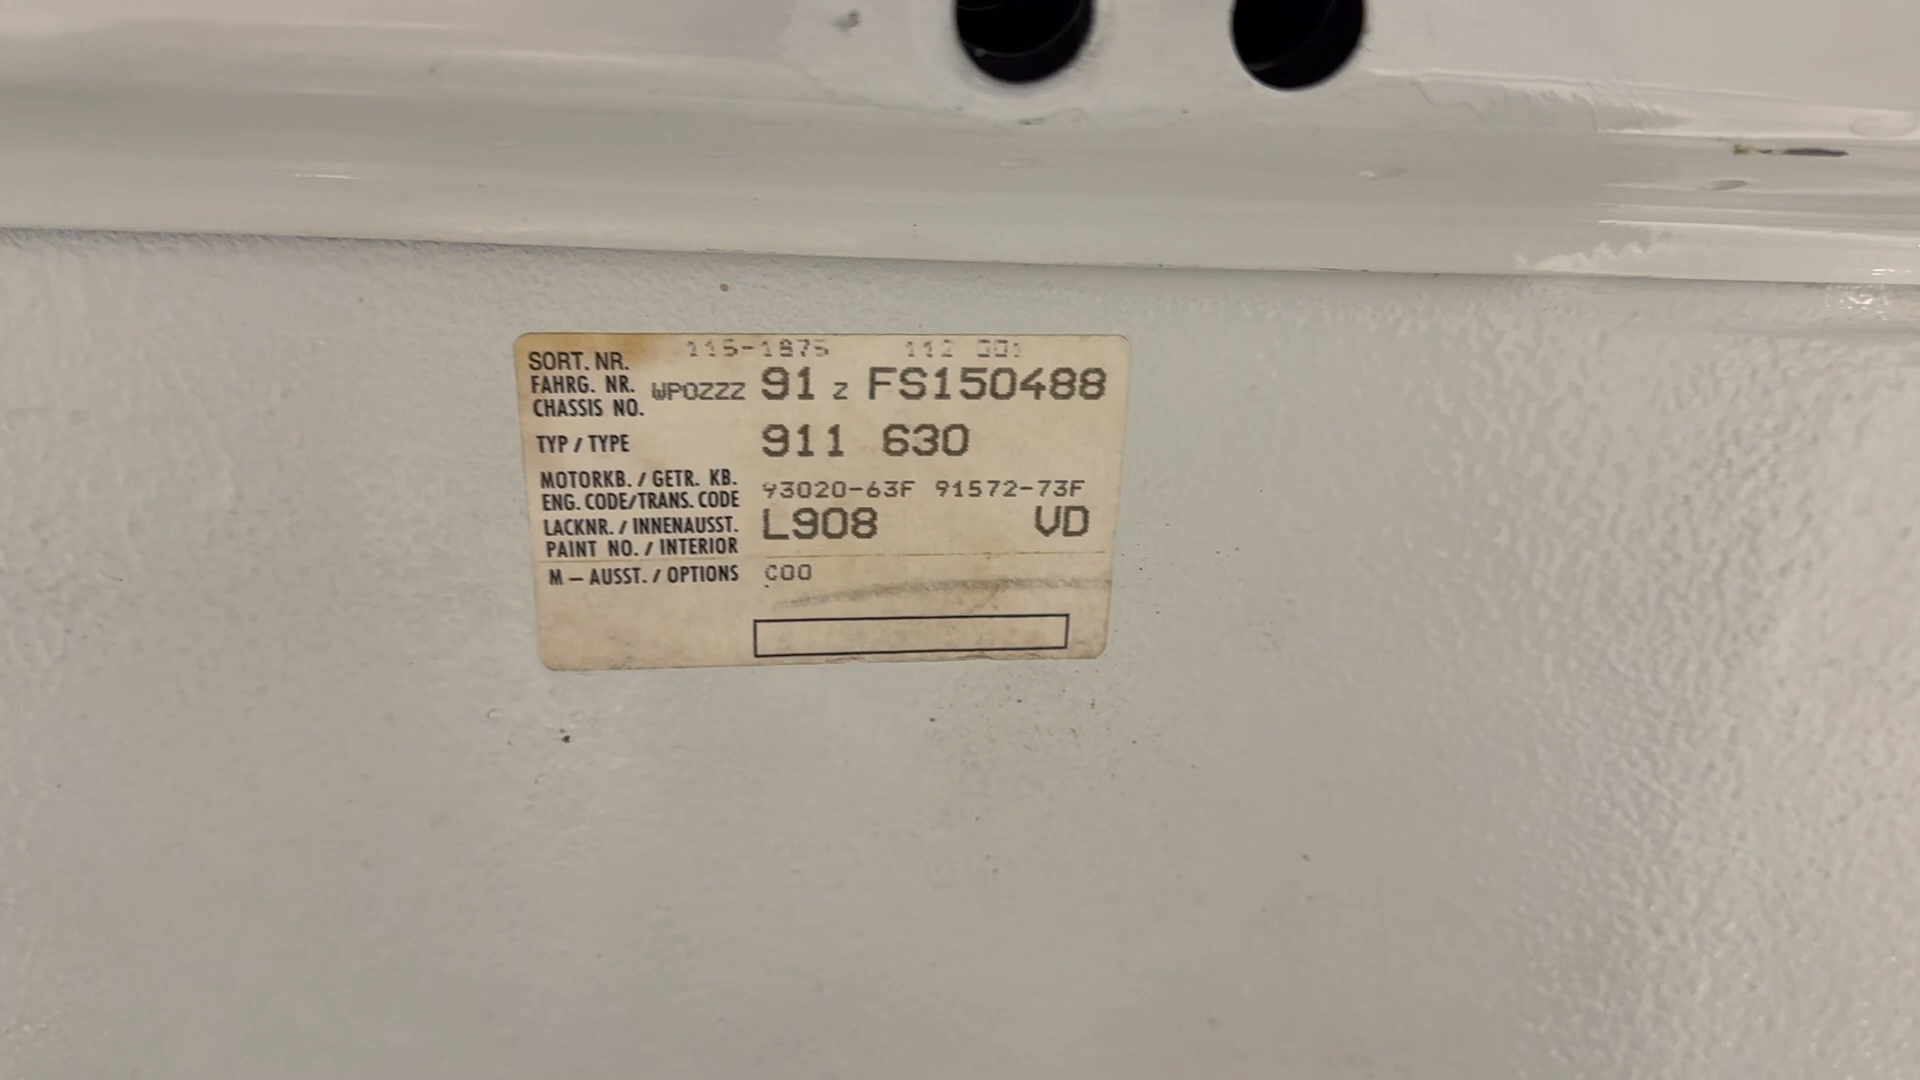 SORT. NR. 115-1875 112 001
FAHRG. NR. WP0ZZZ 91 Z FS150488
CHASSIS NO.
TYP / TYPE 911 630
MOTORKB. / GETR. KB.
ENG. CODE/TRANS. CODE 93020-63F 91572-73F
LACKNR. / INNENAUSST. L908 VD
PAINT NO. / INTERIOR
M – AUSST. / OPTIONS C00